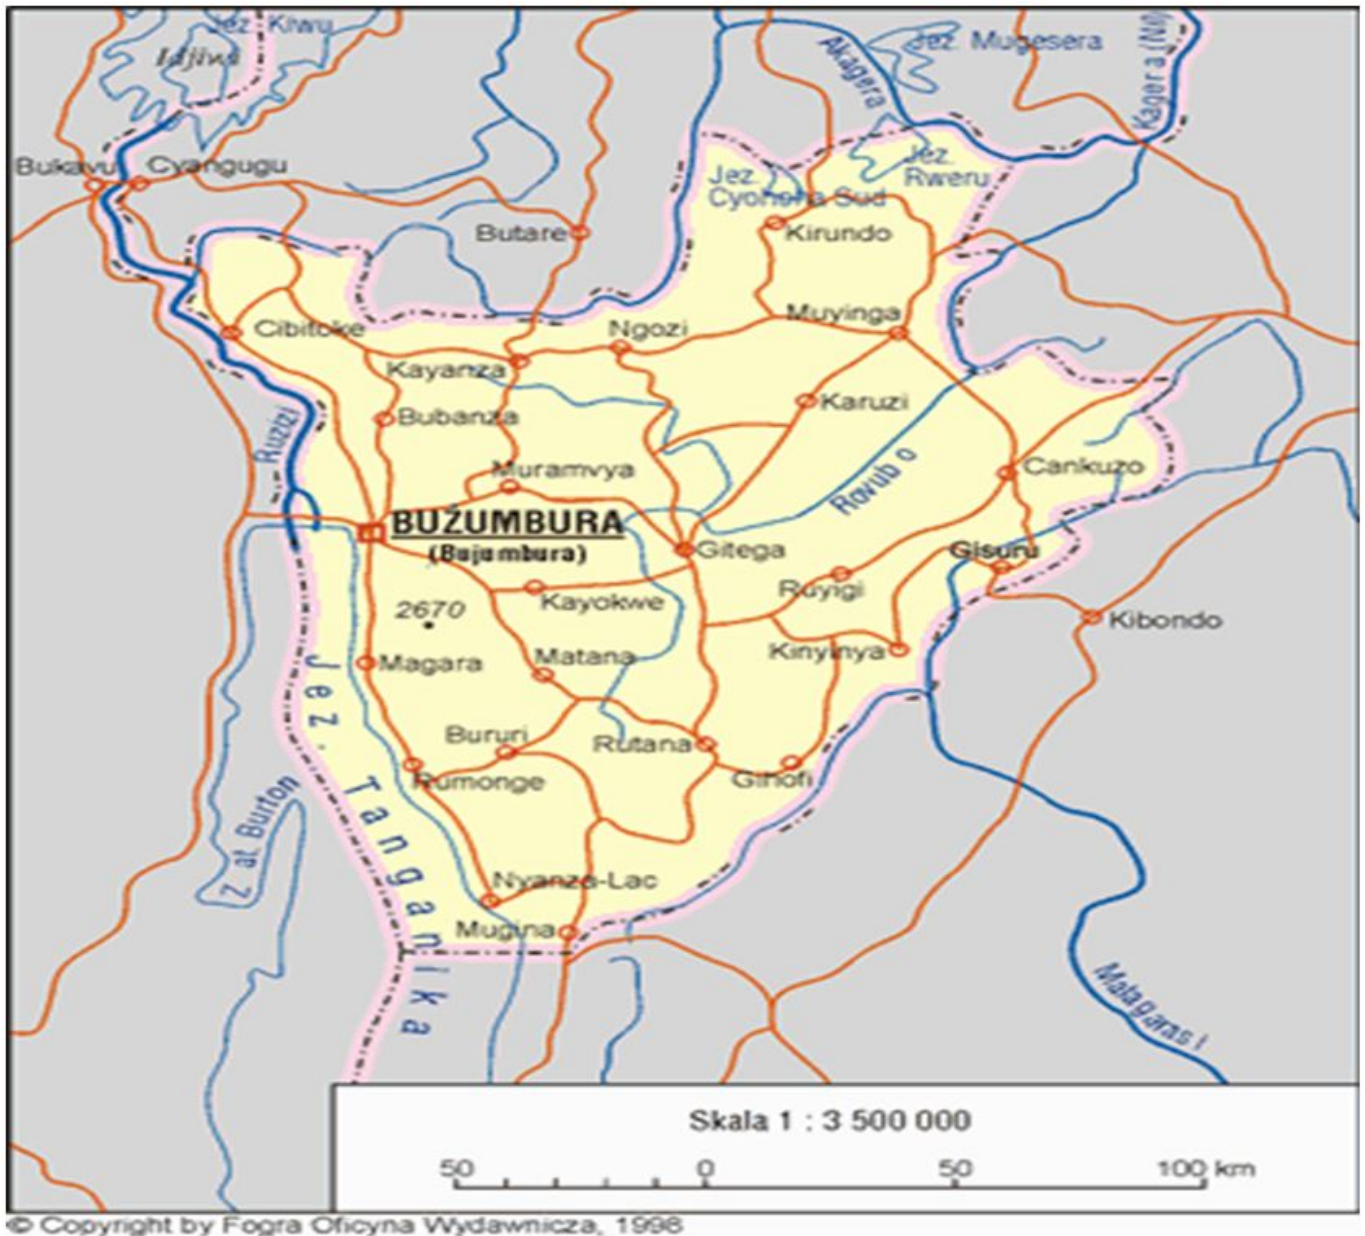 Jez. Kiwu
Idjiwi
Akagera
Jez. Mugesera
Kagera (Nil)
Bukavu
Cyangugu
Jez.
Rweru
Jez.
Cyohoha Sud
Butare
Kirundo
Cibitoke
Ngozi
Muyinga
Kayanza
Karuzi
Bubanza
Ruzizi
Muramvya
Cankuzo
Rovubo
BUŻUMBURA
(Bujumbura)
Gitega
Gisuru
Ruyigi
Kayokwe
2670
Kibondo
Kinyinya
Magara
Matana
Jez. Tanganika
Bururi
Rutana
Rumonge
Gihofi
Z at. Burton
Nyanza-Lac
Mugina
Malagarasi
Skala 1 : 3 500 000
50 0 50 100 km
© Copyright by Fogra Oficyna Wydawnicza, 1998